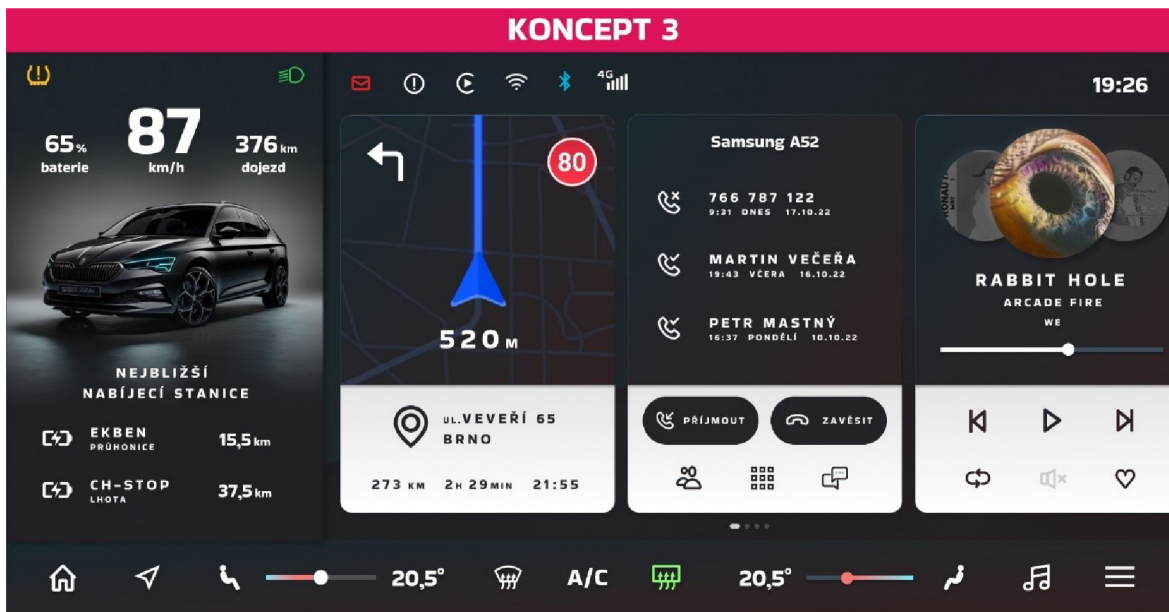 KONCEPT 3
4G
19:26
65%
baterie
87
km/h
376 km
dojezd
NEJBLIŽŠÍ
NABÍJECÍ STANICE
EKBEN
PRŮHONICE
15,5 km
CH-STOP
LHOTA
37,5 km
80
520 M
UL.VEVEŘÍ 65
BRNO
273 KM 2H 29MIN 21:55
Samsung A52
766 787 122
9:31 DNES 17.10.22
MARTIN VEČEŘA
19:43 VČERA 16.10.22
PETR MASTNÝ
16:37 PONDĚLÍ 10.10.22
PŘÍJMOUT
ZAVĚSIT
RABBIT HOLE
ARCADE FIRE
WE
20,5°
A/C
20,5°